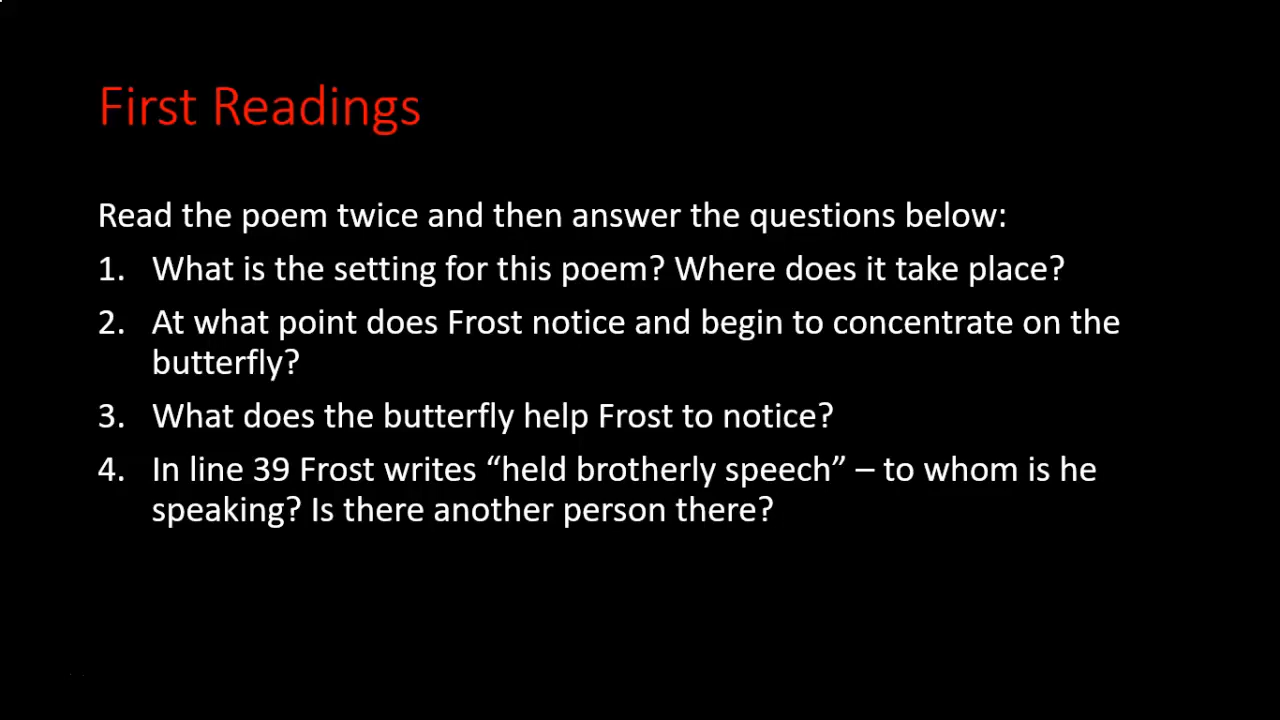 First Readings
Read the poem twice and then answer the questions below:
1. What is the setting for this poem? Where does it take place?
2. At what point does Frost notice and begin to concentrate on the
butterfly?
3. What does the butterfly help Frost to notice?
4. In line 39 Frost writes “held brotherly speech” – to whom is he
speaking? Is there another person there?